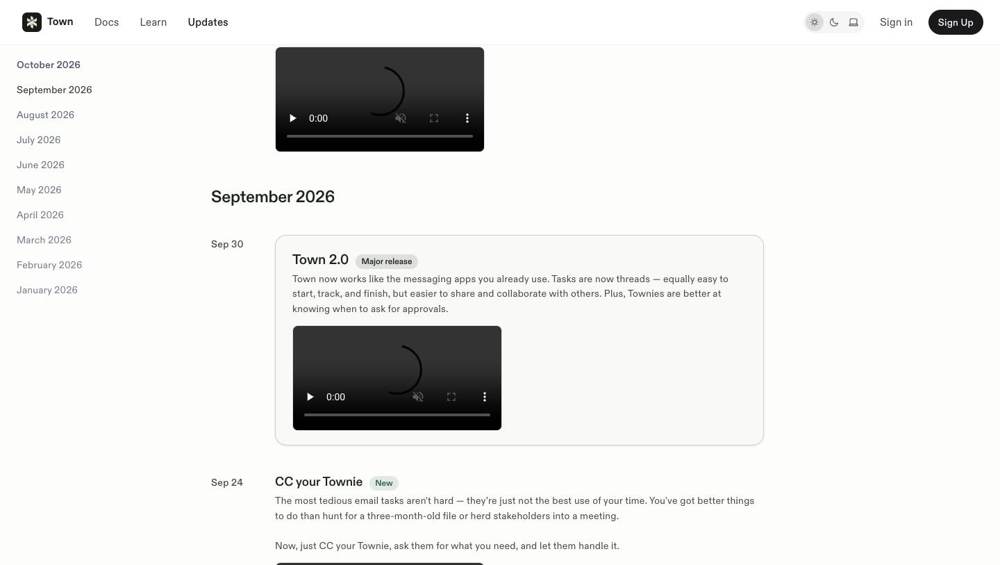 Town
Docs
Learn
Updates
Sign in
Sign Up
October 2026
September 2026
August 2026
July 2026
June 2026
May 2026
April 2026
March 2026
February 2026
January 2026
0:00
September 2026
Sep 30
Town 2.0
Major release
Town now works like the messaging apps you already use. Tasks are now threads — equally easy to
start, track, and finish, but easier to share and collaborate with others. Plus, Townies are better at
knowing when to ask for approvals.
0:00
Sep 24
CC your Townie
New
The most tedious email tasks aren't hard — they're just not the best use of your time. You've got better things
to do than hunt for a three-month-old file or herd stakeholders into a meeting.
Now, just CC your Townie, ask them for what you need, and let them handle it.